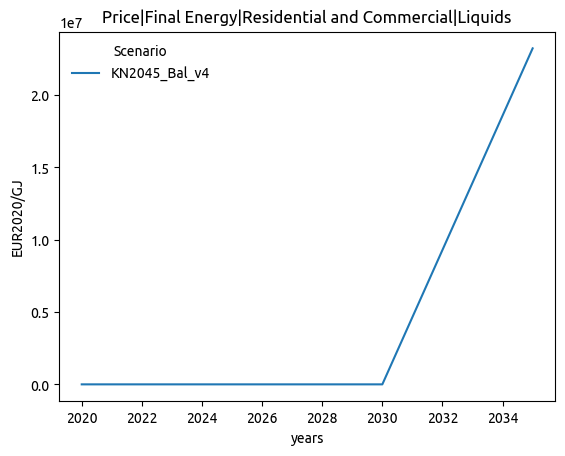 Price|Final Energy|Residential and Commercial|Liquids
1e7
Scenario
KN2045_Bal_v4
2.0
1.5
1.0
0.5
0.0
EUR2020/GJ
2020 2022 2024 2026 2028 2030 2032 2034
years